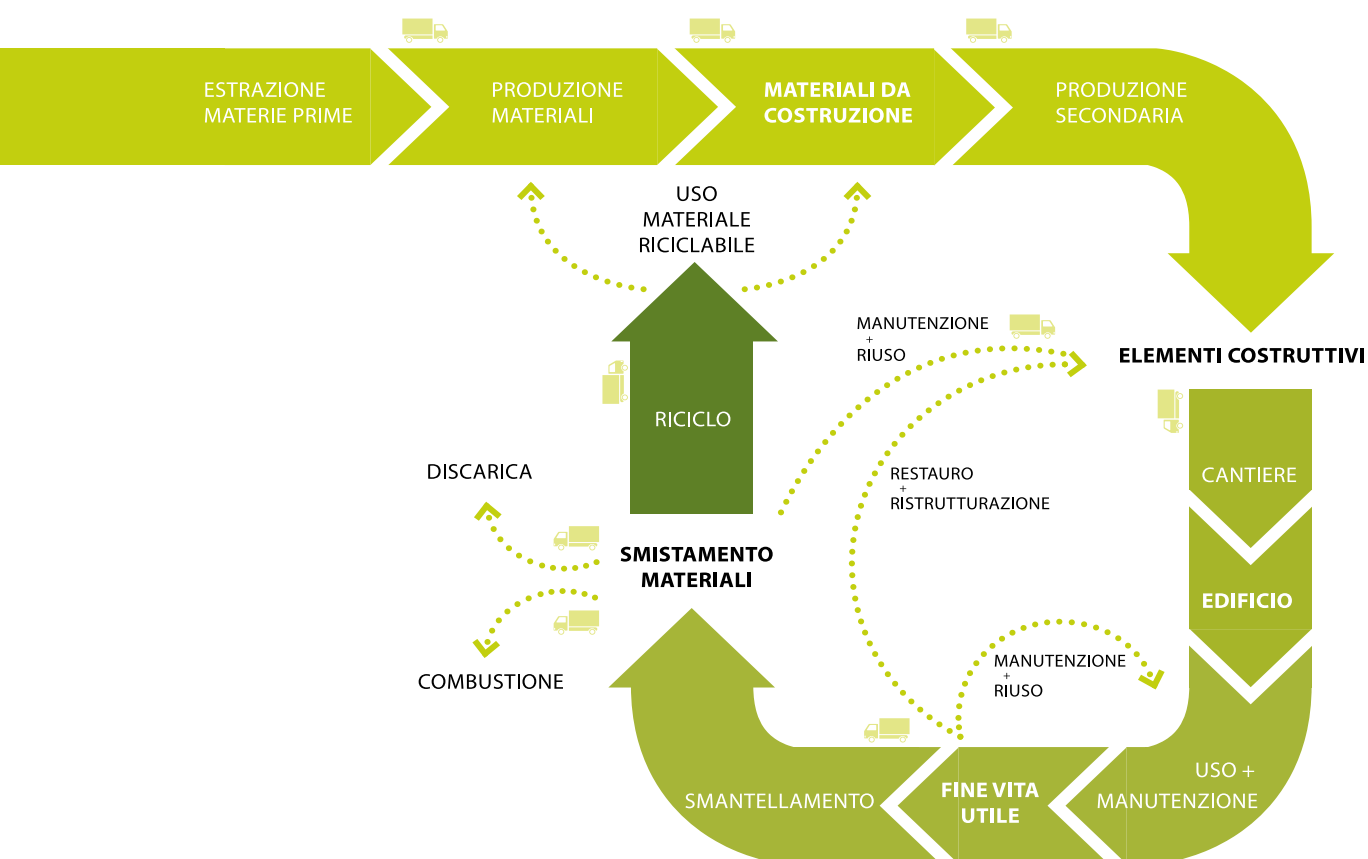 ESTRAZIONE
MATERIE PRIME
PRODUZIONE
MATERIALI
MATERIALI DA
COSTRUZIONE
PRODUZIONE
SECONDARIA
USO
MATERIALE
RICICLABILE
MANUTENZIONE
+
RIUSO
ELEMENTI COSTRUTTIVI
RICICLO
DISCARICA
RESTAURO
+
RISTRUTTURAZIONE
CANTIERE
SMISTAMENTO
MATERIALI
EDIFICIO
COMBUSTIONE
MANUTENZIONE
+
RIUSO
USO +
MANUTENZIONE
FINE VITA
UTILE
SMANTELLAMENTO